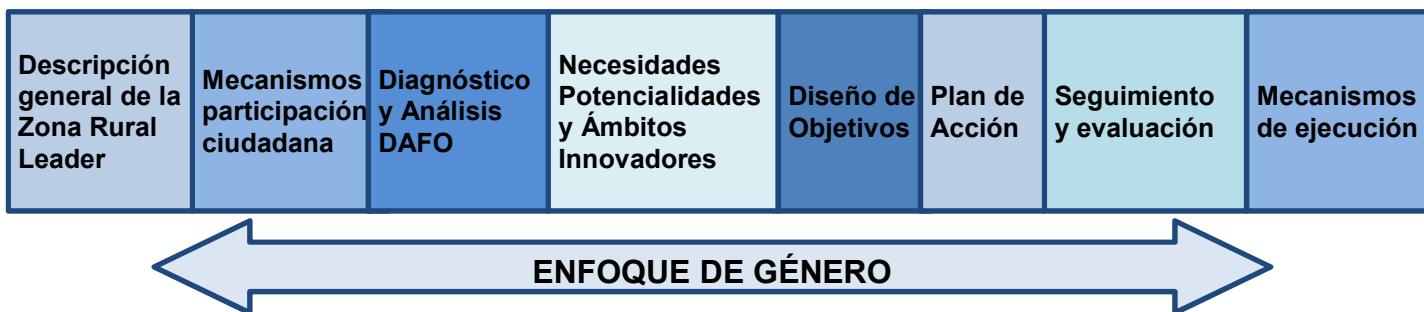 Descripción
general de la
Zona Rural
Leader
Mecanismos
participación
ciudadana
Diagnóstico
y Análisis
DAFO
Necesidades
Potencialidades
y Ámbitos
Innovadores
Diseño de
Objetivos
Plan de
Acción
Seguimiento
y evaluación
Mecanismos
de ejecución
ENFOQUE DE GÉNERO